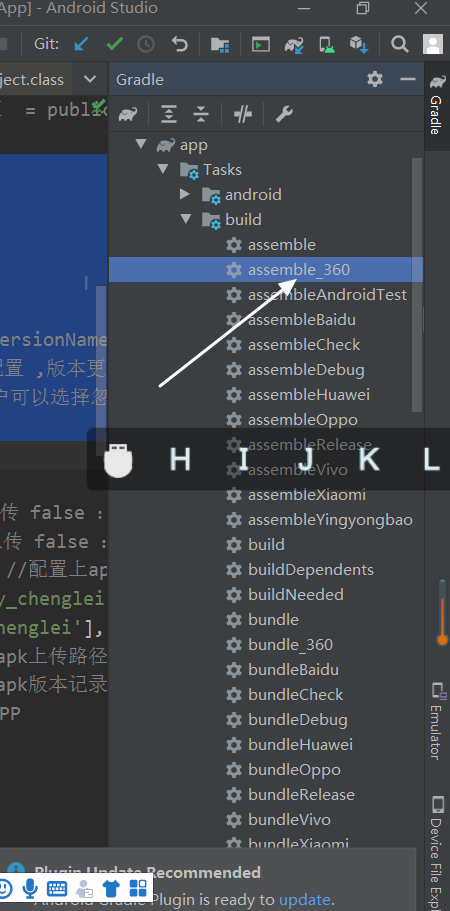 App] - Android Studio
Git:
ject.class
Gradle
= public
Gradle
app
Tasks
android
build
assemble
assemble_360
assembleAndroidTest
assembleBaidu
ersionName
assembleCheck
配置 ,版本更
assembleDebug
户可以选择忽
assembleHuawei
assembleOppo
assembleRelease
H I J K L
assembleVivo
assembleXiaomi
传 false :
assembleYingyongbao
上传 false :
build
//配置上ap
buildDependents
y_chenglei
buildNeeded
henglei'],
bundle
apk上传路径
bundle_360
apk版本记录
bundleBaidu
PP
bundleCheck
bundleDebug
Emulator
bundleHuawei
bundleOppo
bundleRelease
bundleVivo
Device File Expl
bundleXiaomi
Plugin Update Recommended
Android Gradle Plugin is ready to update.